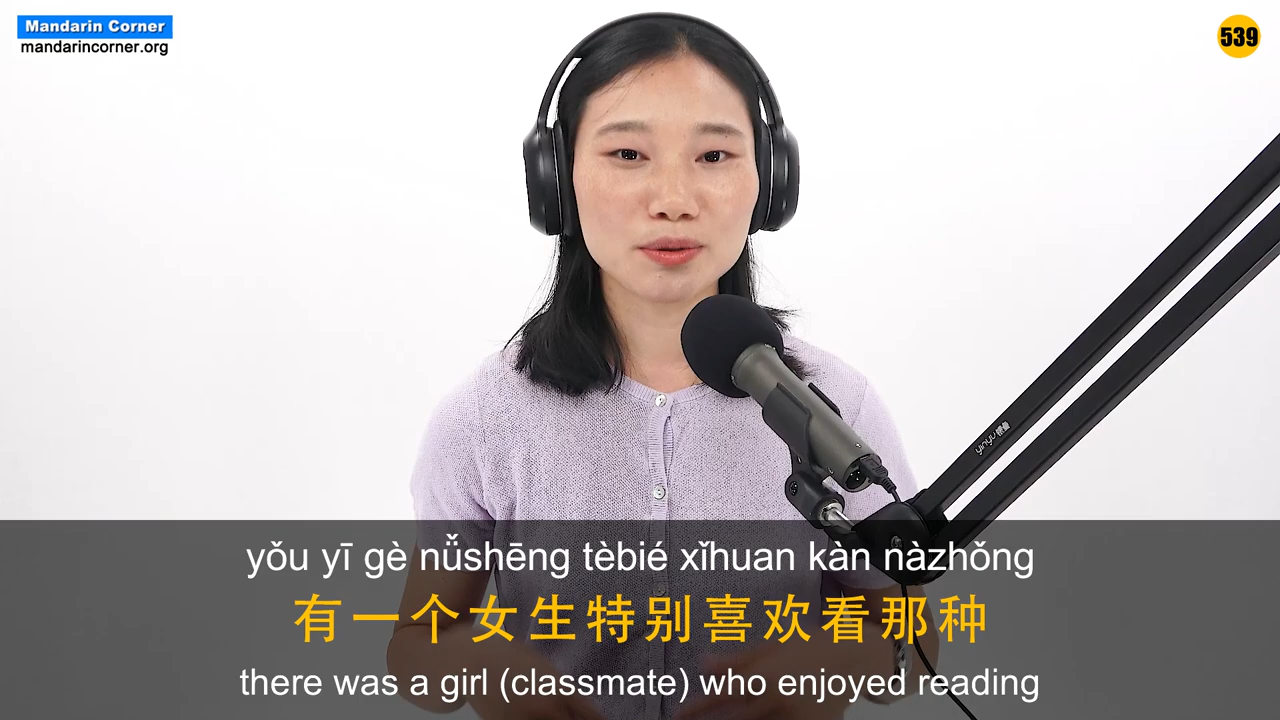 Mandarin Corner
mandarincorner.org
539
yinyu
yǒu yī gè nǚshēng tèbié xǐhuan kàn nàzhǒng
有一个女生特别喜欢看那种
there was a girl (classmate) who enjoyed reading